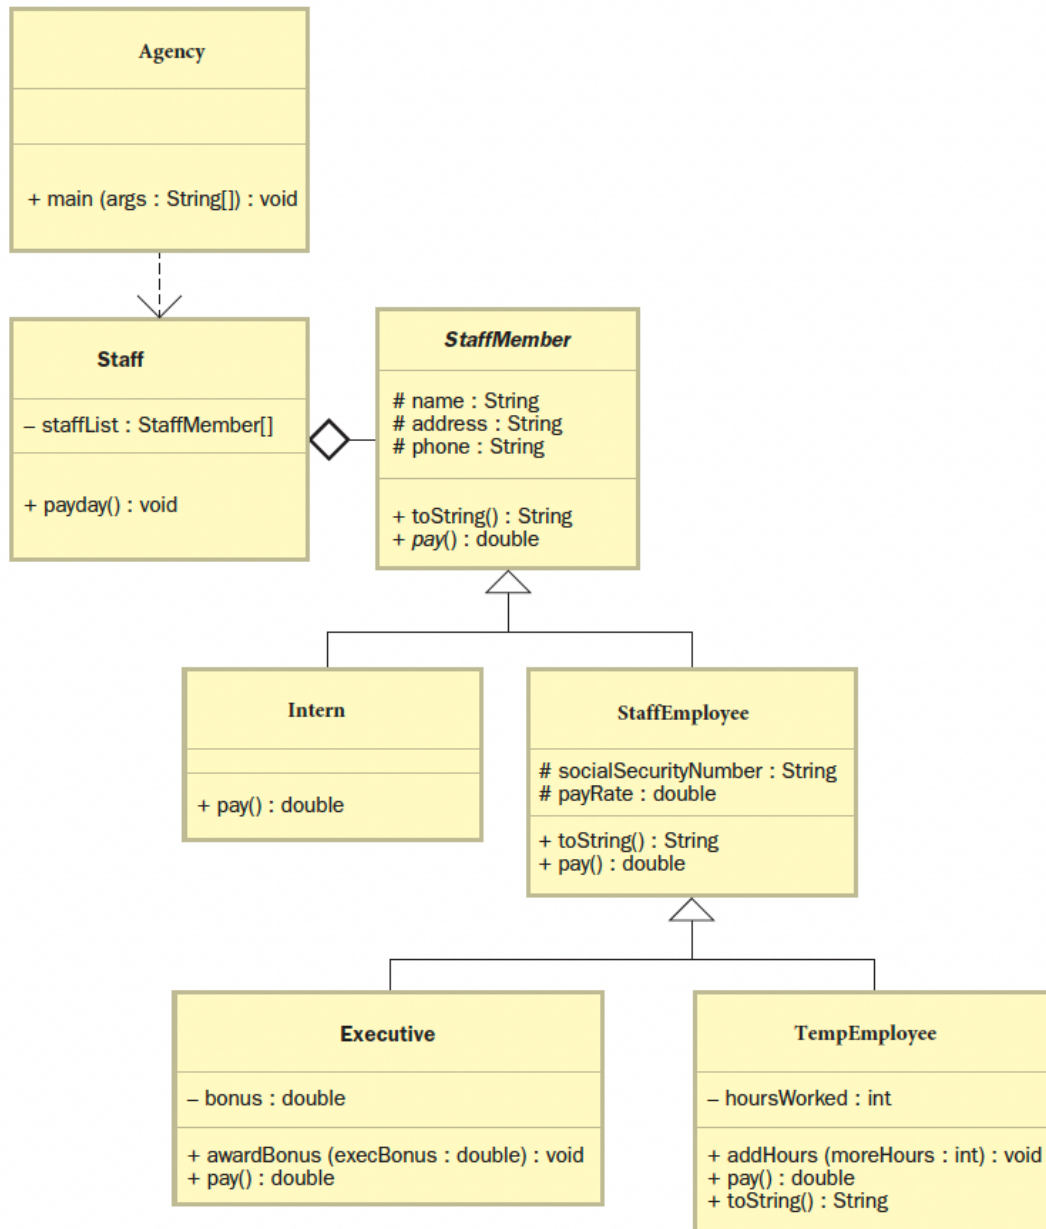 Agency
+ main (args : String[]) : void
Staff
– staffList : StaffMember[]
+ payday() : void
StaffMember
# name : String
# address : String
# phone : String
+ toString() : String
+ pay() : double
Intern
+ pay() : double
StaffEmployee
# socialSecurityNumber : String
# payRate : double
+ toString() : String
+ pay() : double
Executive
– bonus : double
+ awardBonus (execBonus : double) : void
+ pay() : double
TempEmployee
– hoursWorked : int
+ addHours (moreHours : int) : void
+ pay() : double
+ toString() : String